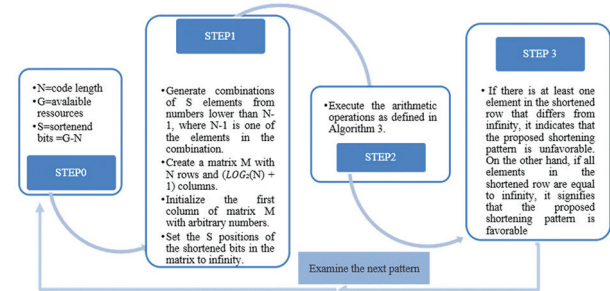 •N=code length
•G=avalaible
ressources
•S=sortenend
bits =G-N
STEP0
STEP1
•Generate combinations
of S elements from
numbers lower than N-
1, where N-1 is one of
the elements in the
combination.
•Create a matrix M with
N rows and (LOG₂(N) +
1) columns.
•Initialize the first
column of matrix M
with arbitrary numbers.
•Set the S positions of
the shortened bits in the
matrix to infinity.
•Execute the arithmetic
operations as defined in
Algorithm 3.
STEP2
STEP 3
• If there is at least one
element in the shortened
row that differs from
infinity, it indicates that
the proposed shortening
pattern is unfavorable.
On the other hand, if all
elements in the
shortened row are equal
to infinity, it signifies
that the proposed
shortening pattern is
favorable
Examine the next pattern